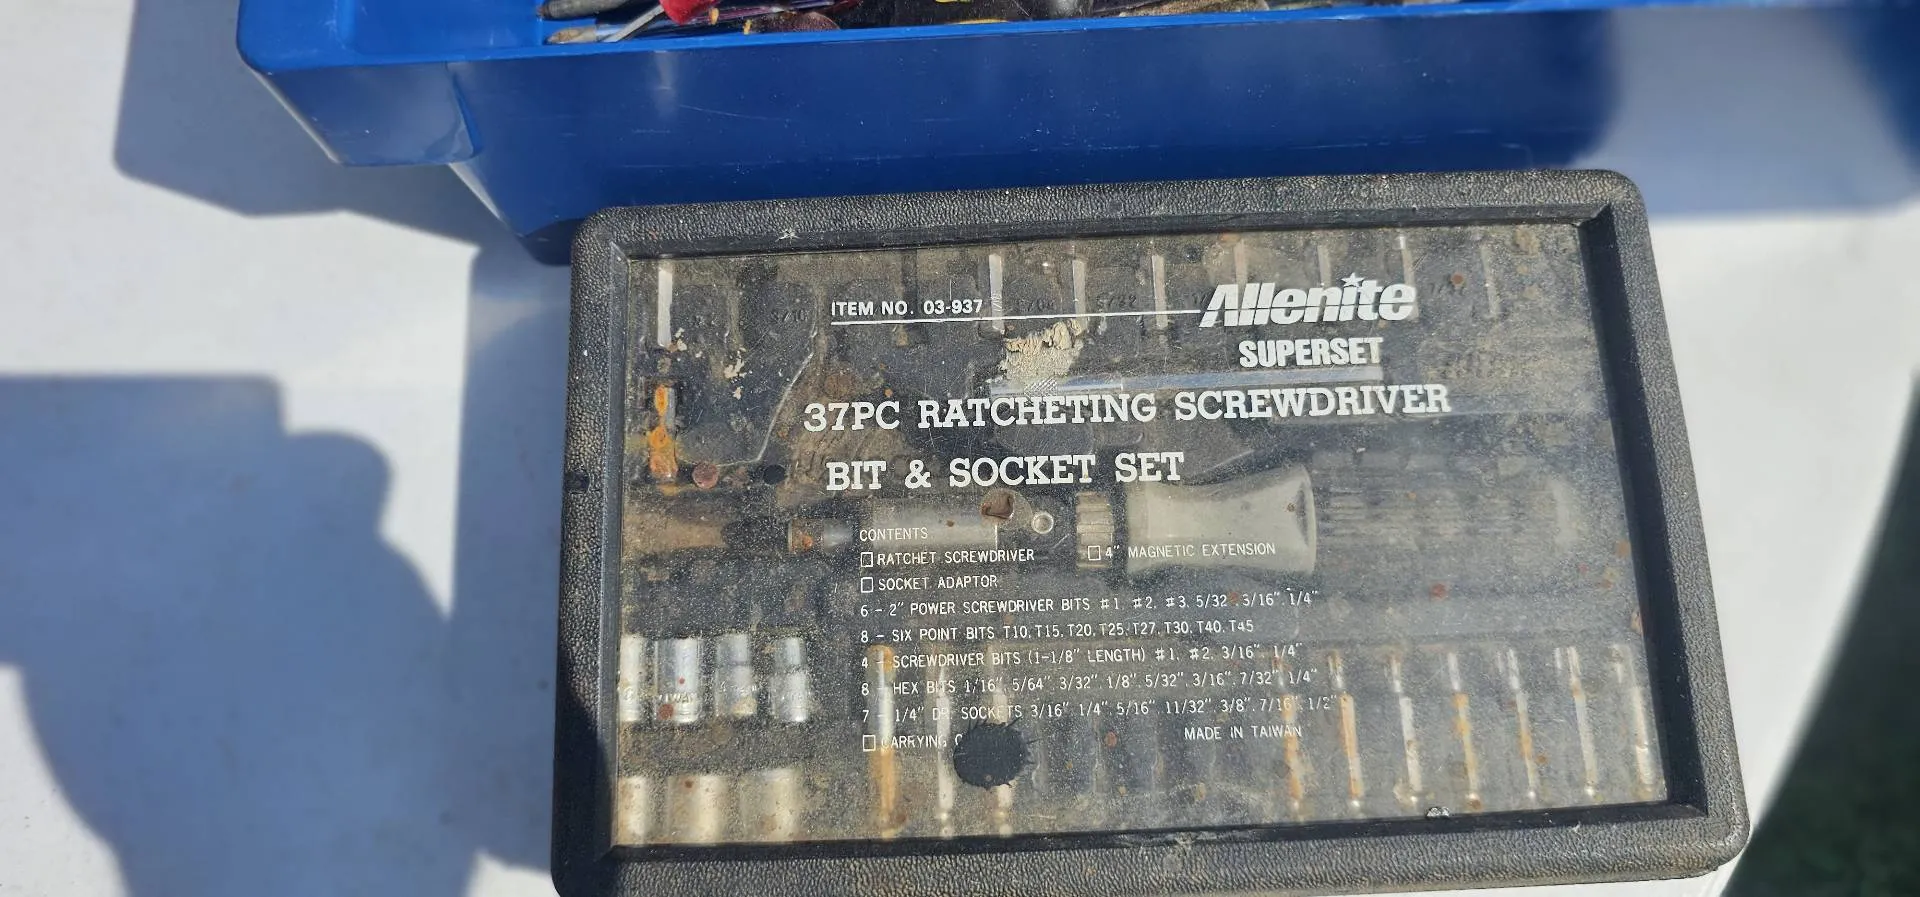 ITEM NO. 03-937
Allenite
SUPERSET
37PC RATCHETING SCREWDRIVER
BIT & SOCKET SET
CONTENTS
☐ RATCHET SCREWDRIVER ☐ 4" MAGNETIC EXTENSION
☐ SOCKET ADAPTOR
6 - 2" POWER SCREWDRIVER BITS #1, #2, #3, 5/32", 3/16", 1/4"
8 - SIX POINT BITS T10, T15, T20, T25, T27, T30, T40, T45
4 - SCREWDRIVER BITS (1-1/8" LENGTH) #1, #2, 3/16", 1/4"
8 - HEX BITS 1/16", 5/64", 3/32", 1/8", 5/32", 3/16", 7/32", 1/4"
7 - 1/4" DR. SOCKETS 3/16", 1/4", 5/16", 11/32", 3/8", 7/16", 1/2"
☐ CARRYING
MADE IN TAIWAN